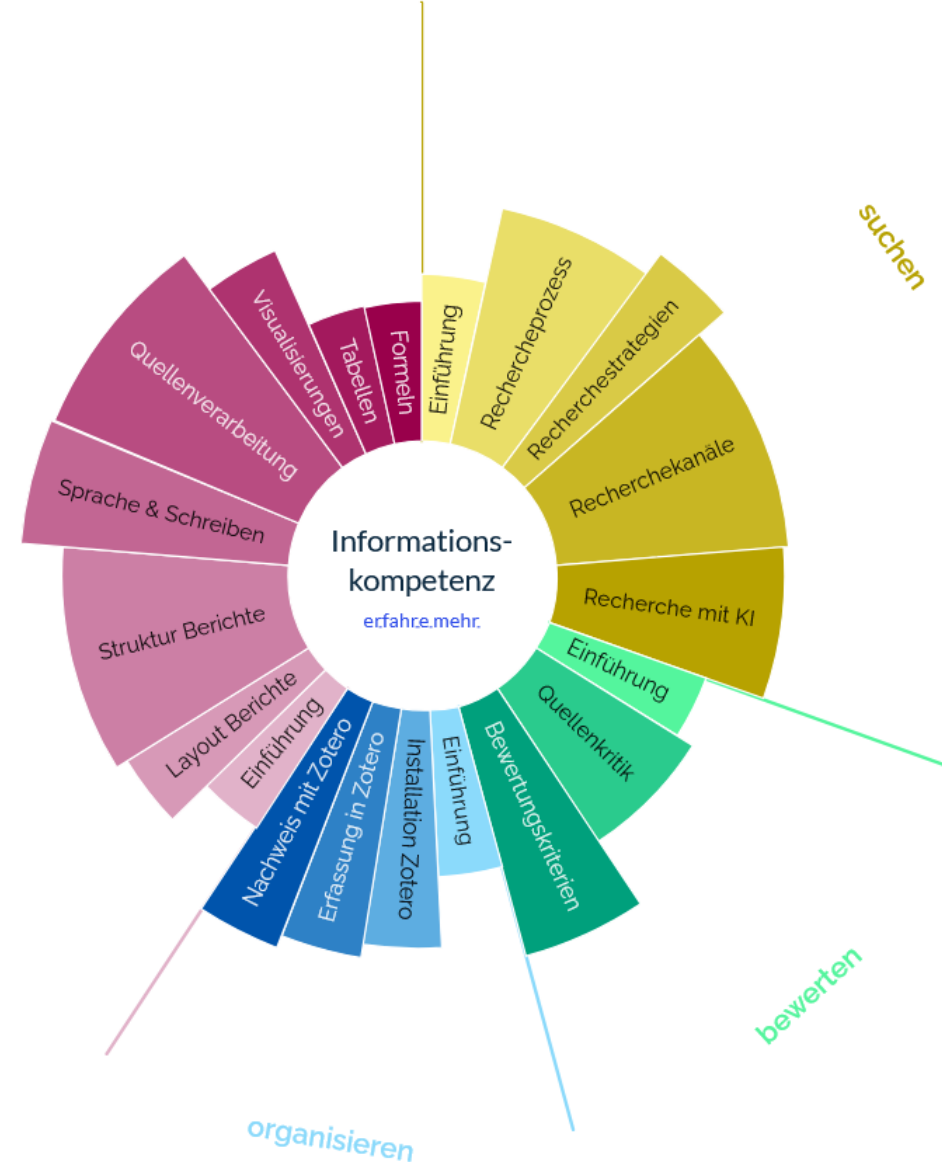 Informations-
kompetenz
erfahre mehr.
suchen
Einführung
Rechercheprozess
Recherchestrategien
Recherchekanäle
Recherche mit KI
bewerten
Einführung
Quellenkritik
Bewertungskriterien
organisieren
Einführung
Installation Zotero
Erfassung in Zotero
Nachweis mit Zotero
Einführung
Layout Berichte
Struktur Berichte
Sprache & Schreiben
Quellenverarbeitung
Visualisierungen
Tabellen
Formeln